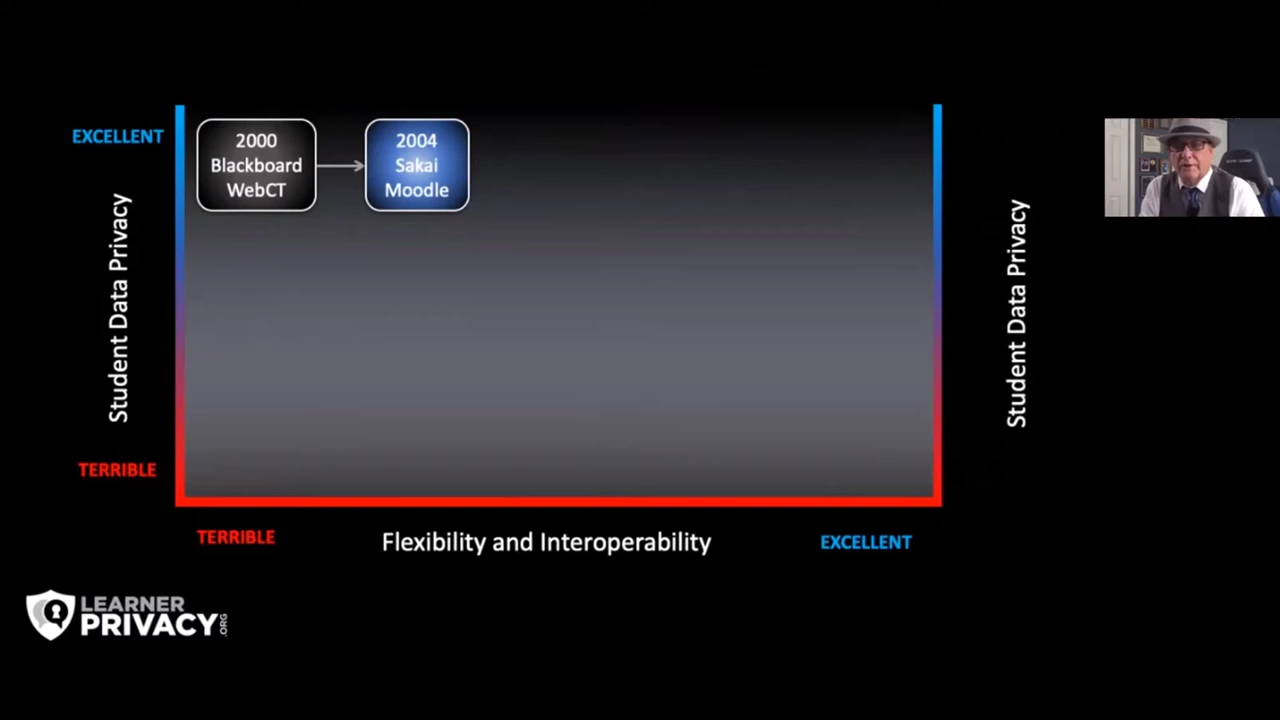 EXCELLENT
2000
Blackboard
WebCT
2004
Sakai
Moodle
Student Data Privacy
Student Data Privacy
TERRIBLE
TERRIBLE
Flexibility and Interoperability
EXCELLENT
LEARNER
PRIVACY.ORG